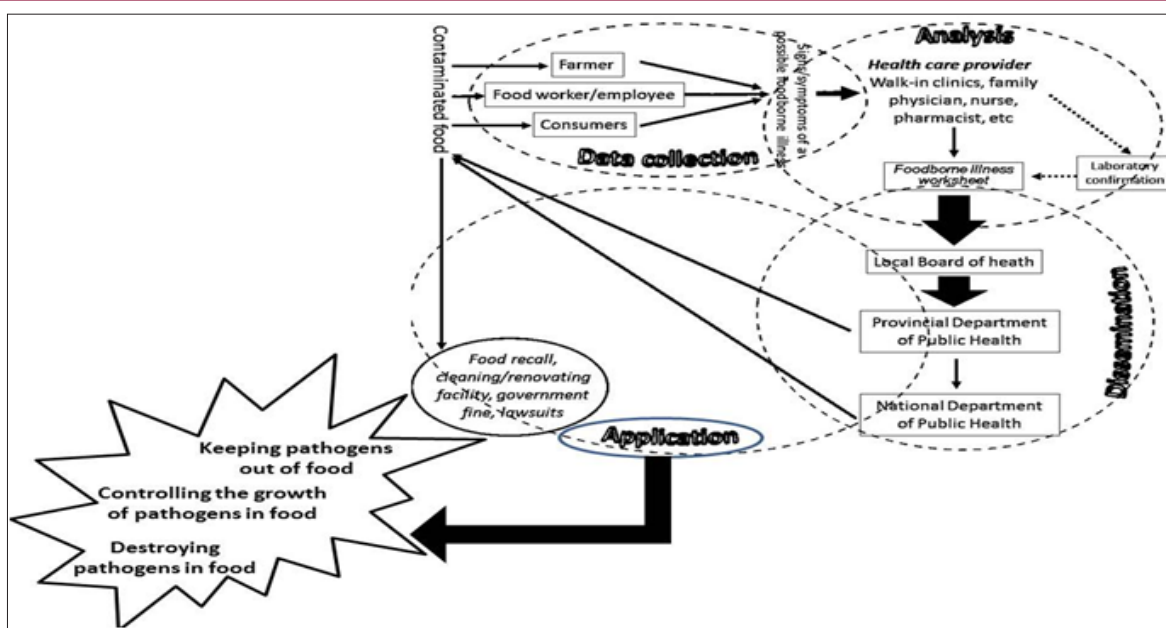 Contaminated food
Farmer
Food worker/employee
Consumers
Data collection
Signs/symptoms of a
possible foodborne illness
Analysis
Health care provider
Walk-in clinics, family
physician, nurse,
pharmacist, etc
Laboratory
confirmation
Foodborne illness
worksheet
Local Board of heath
Provincial Department
of Public Health
National Department
of Public Health
Dissemination
Food recall,
cleaning/renovating
facility, government
fine, lawsuits
Application
Keeping pathogens
out of food
Controlling the growth
of pathogens in food
Destroying
pathogens in food